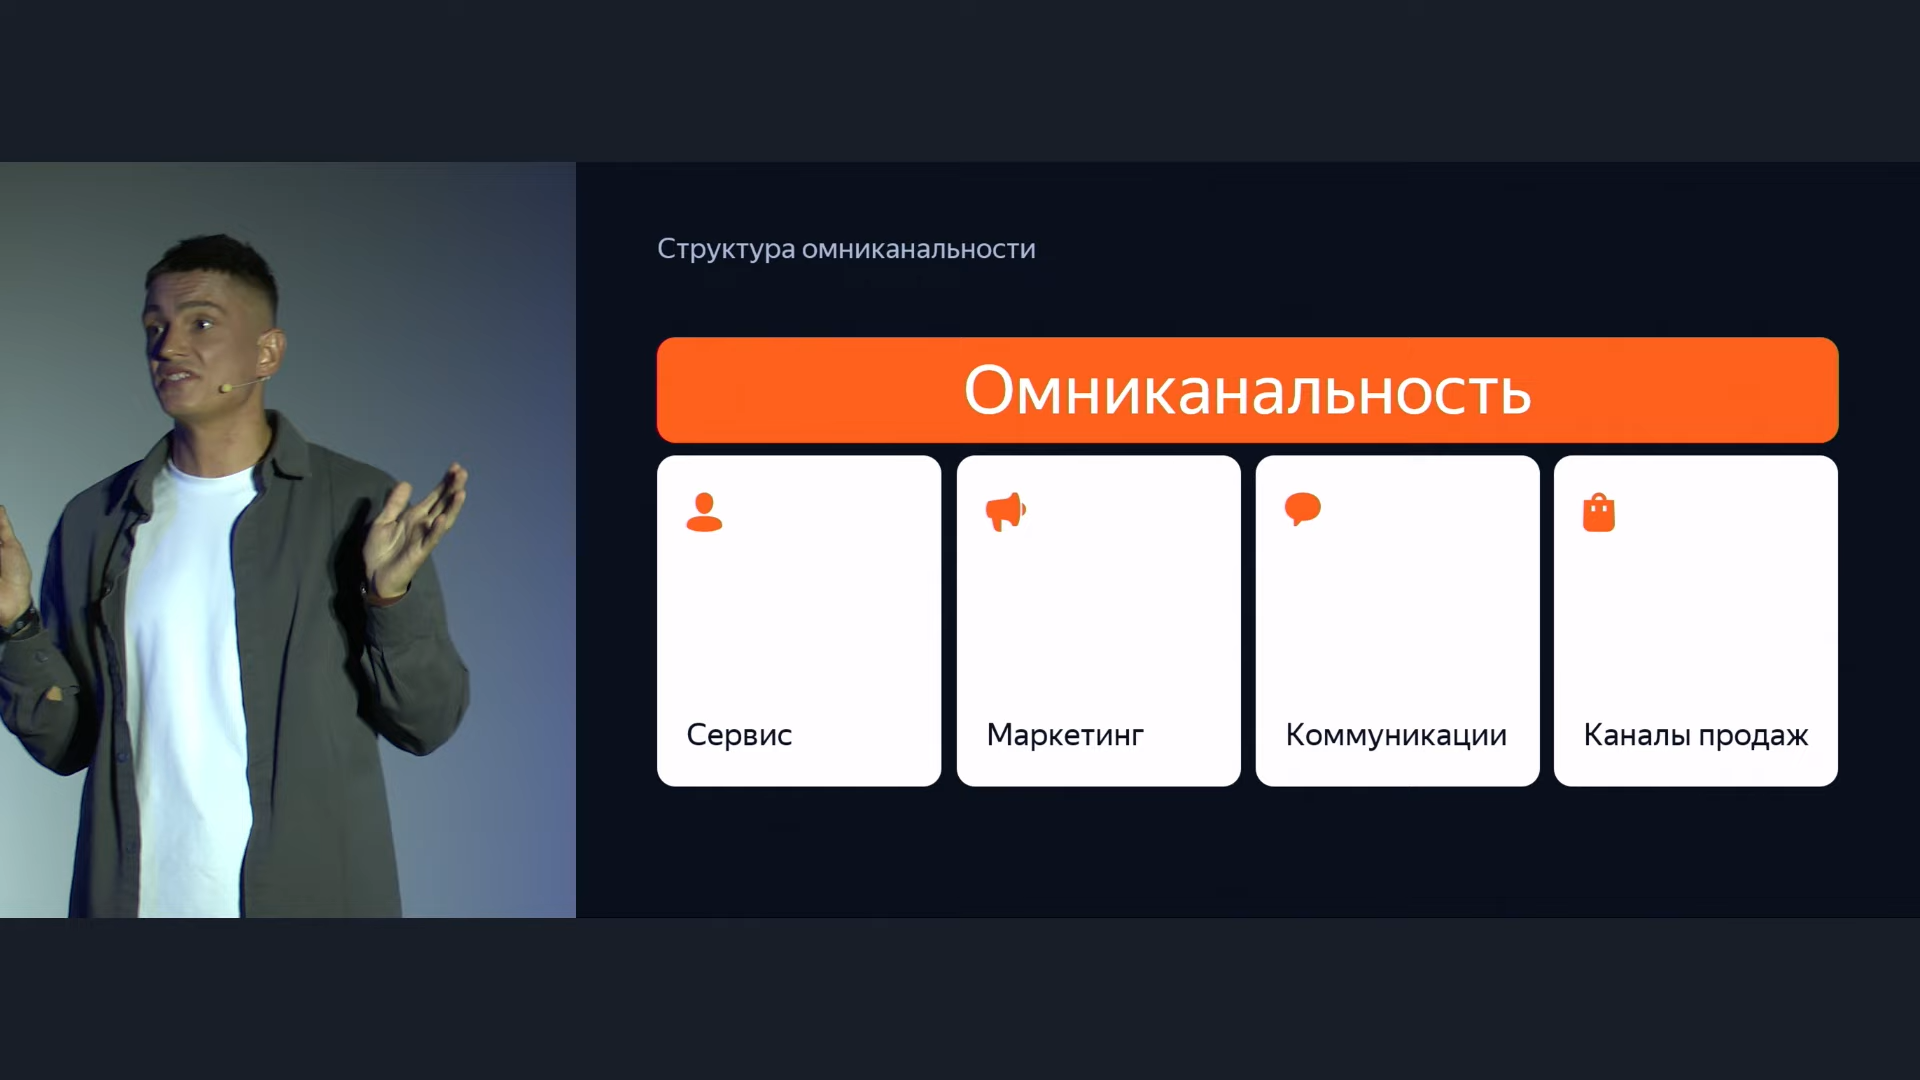 Структура омниканальности
Омниканальность
Сервис
Маркетинг
Коммуникации
Каналы продаж